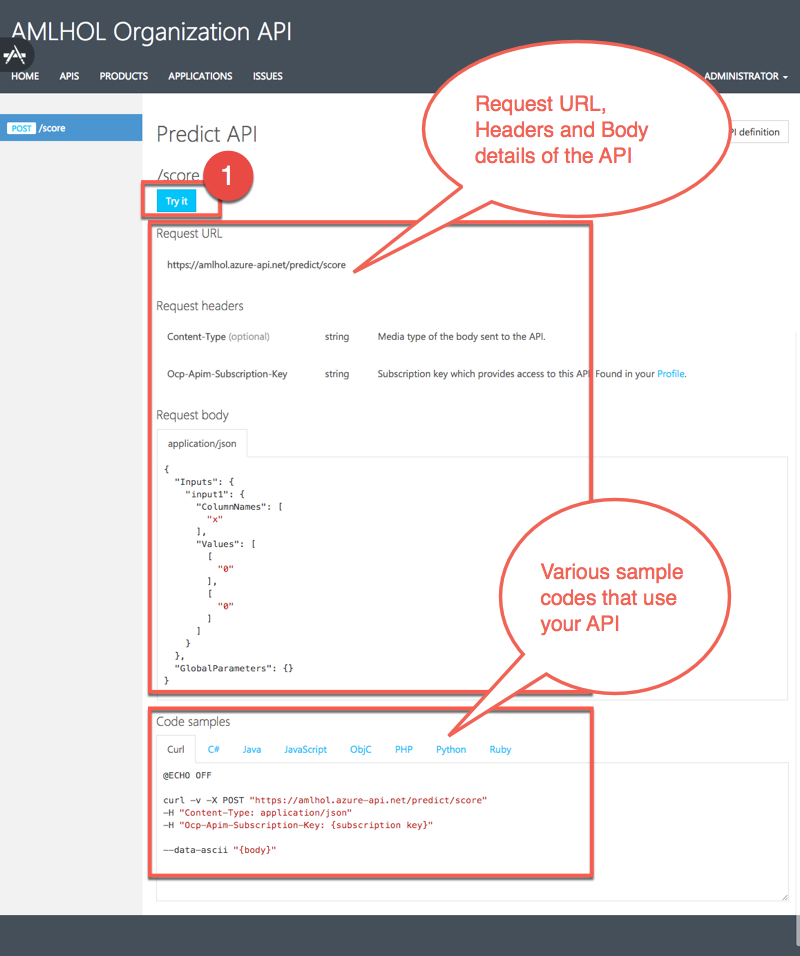 AMLHOL Organization API
HOME APIS PRODUCTS APPLICATIONS ISSUES ADMINISTRATOR
POST /score
Predict API
definition
/score
1
Try it
Request URL,
Headers and Body
details of the API
Request URL
https://amlhol.azure-api.net/predict/score
Request headers
Content-Type (optional) string Media type of the body sent to the API.
Ocp-Apim-Subscription-Key string Subscription key which provides access to this API. Found in your Profile.
Request body
application/json
{
"Inputs": {
"input1": {
"ColumnNames": [
"x"
],
"Values": [
[
"0"
],
[
"0"
]
]
}
},
"GlobalParameters": {}
}
Various sample
codes that use
your API
Code samples
Curl C# Java JavaScript ObjC PHP Python Ruby
@ECHO OFF
curl -v -X POST "https://amlhol.azure-api.net/predict/score"
-H "Content-Type: application/json"
-H "Ocp-Apim-Subscription-Key: {subscription key}"
--data-ascii "{body}"